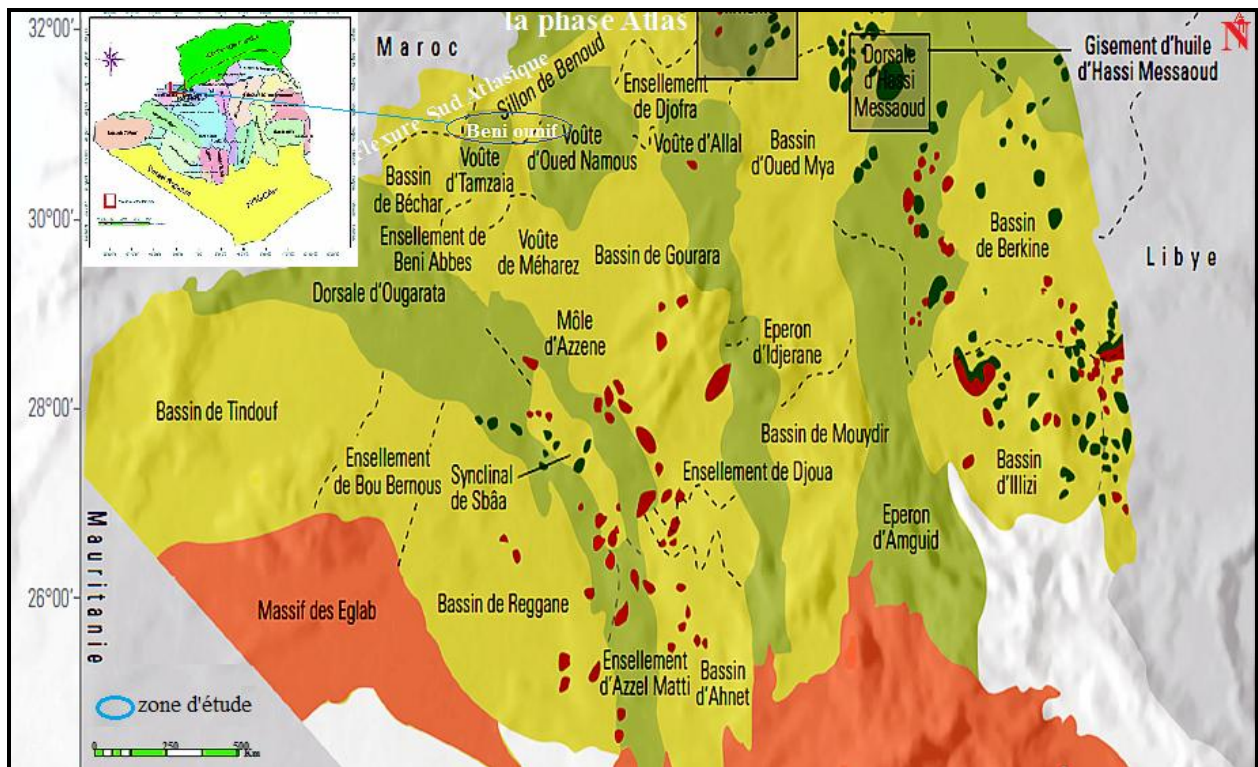 32°00'
la phase Atlas
N
Maroc
Gisement d'huile
d'Hassi Messaoud
Dorsale
d'Hassi
Messaoud
Flexure Sud Atlasique
Sillon de Benoud
Ensellement
de Djofra
Beni ounif
Voûte
d'Oued Namous
Voûte d'Allal
Bassin
d'Oued Mya
Voûte
d'Tamzaia
Bassin
de Béchar
30°00'
Ensellement de
Beni Abbes
Voûte
de Méharez
Bassin de Gourara
Bassin
de Berkine
Libye
Dorsale d'Ougarata
Môle
d'Azzene
Eperon
d'Idjerane
28°00'
Bassin de Tindouf
Bassin de Mouydir
Ensellement
de Bou Bernous
Synclinal
de Sbâa
Ensellement de Djoua
Bassin
d'Illizi
Mauritanie
Eperon
d'Amguid
26°00'
Massif des Eglab
Bassin de Reggane
Ensellement
d'Azzel Matti
Bassin
d'Ahnet
zone d'étude
0 250 500
Km